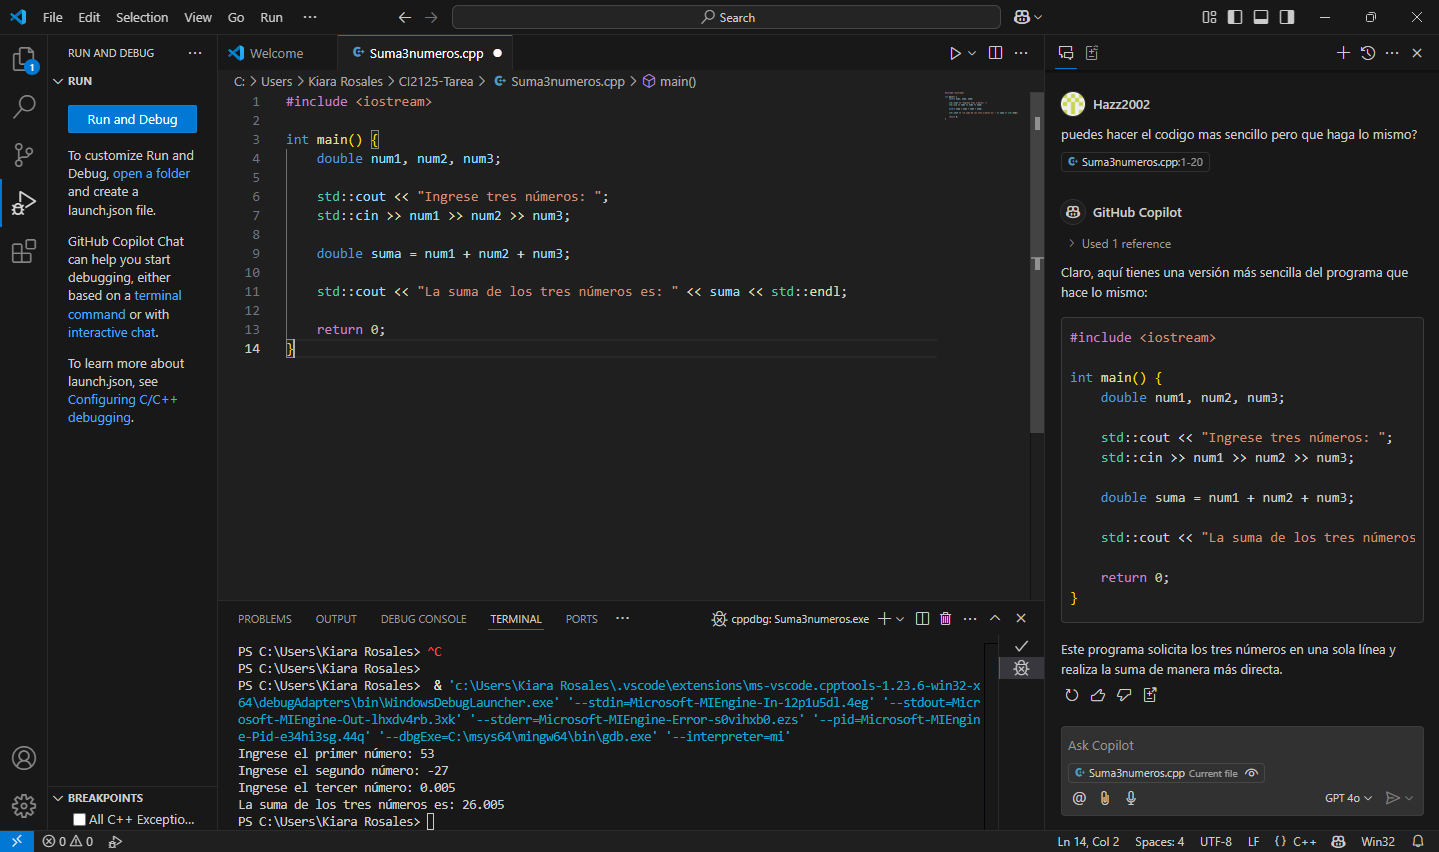 File Edit Selection View Go Run ··· Search
RUN AND DEBUG ···
RUN
Run and Debug
To customize Run and
Debug, open a folder
and create a
launch.json file.
GitHub Copilot Chat
can help you start
debugging, either
based on a terminal
command or with
interactive chat.
To learn more about
launch.json, see
Configuring C/C++
debugging.
BREAKPOINTS
All C++ Exceptio...
1
Welcome Suma3numeros.cpp
C: > Users > Kiara Rosales > CI2125-Tarea > Suma3numeros.cpp > main()
1 #include <iostream>
2
3 int main() {
4 double num1, num2, num3;
5
6 std::cout << "Ingrese tres números: ";
7 std::cin >> num1 >> num2 >> num3;
8
9 double suma = num1 + num2 + num3;
10
11 std::cout << "La suma de los tres números es: " << suma << std::endl;
12
13 return 0;
14 }
PROBLEMS OUTPUT DEBUG CONSOLE TERMINAL PORTS ··· cppdbg: Suma3numeros.exe
PS C:\Users\Kiara Rosales> ^C
PS C:\Users\Kiara Rosales>
PS C:\Users\Kiara Rosales>  & 'c:\Users\Kiara Rosales\.vscode\extensions\ms-vscode.cpptools-1.23.6-win32-x
64\debugAdapters\bin\WindowsDebugLauncher.exe' '--stdin=Microsoft-MIEngine-In-12p1u5dl.4eg' '--stdout=Micr
osoft-MIEngine-Out-lhxdv4rb.3xk' '--stderr=Microsoft-MIEngine-Error-s0vihxb0.ezs' '--pid=Microsoft-MIEngin
e-Pid-e34hi3sg.44q' '--dbgExe=C:\msys64\mingw64\bin\gdb.exe' '--interpreter=mi'
Ingrese el primer número: 53
Ingrese el segundo número: -27
Ingrese el tercer número: 0.005
La suma de los tres números es: 26.005
PS C:\Users\Kiara Rosales>
Hazz2002
puedes hacer el codigo mas sencillo pero que haga lo mismo?
Suma3numeros.cpp:1-20
GitHub Copilot
Used 1 reference
Claro, aquí tienes una versión más sencilla del programa que
hace lo mismo:
#include <iostream>
int main() {
double num1, num2, num3;
std::cout << "Ingrese tres números: ";
std::cin >> num1 >> num2 >> num3;
double suma = num1 + num2 + num3;
std::cout << "La suma de los tres números
return 0;
}
Este programa solicita los tres números en una sola línea y
realiza la suma de manera más directa.
Ask Copilot
Suma3numeros.cpp Current file
@ GPT 4o
0 0 Ln 14, Col 2 Spaces: 4 UTF-8 LF {} C++ Win32